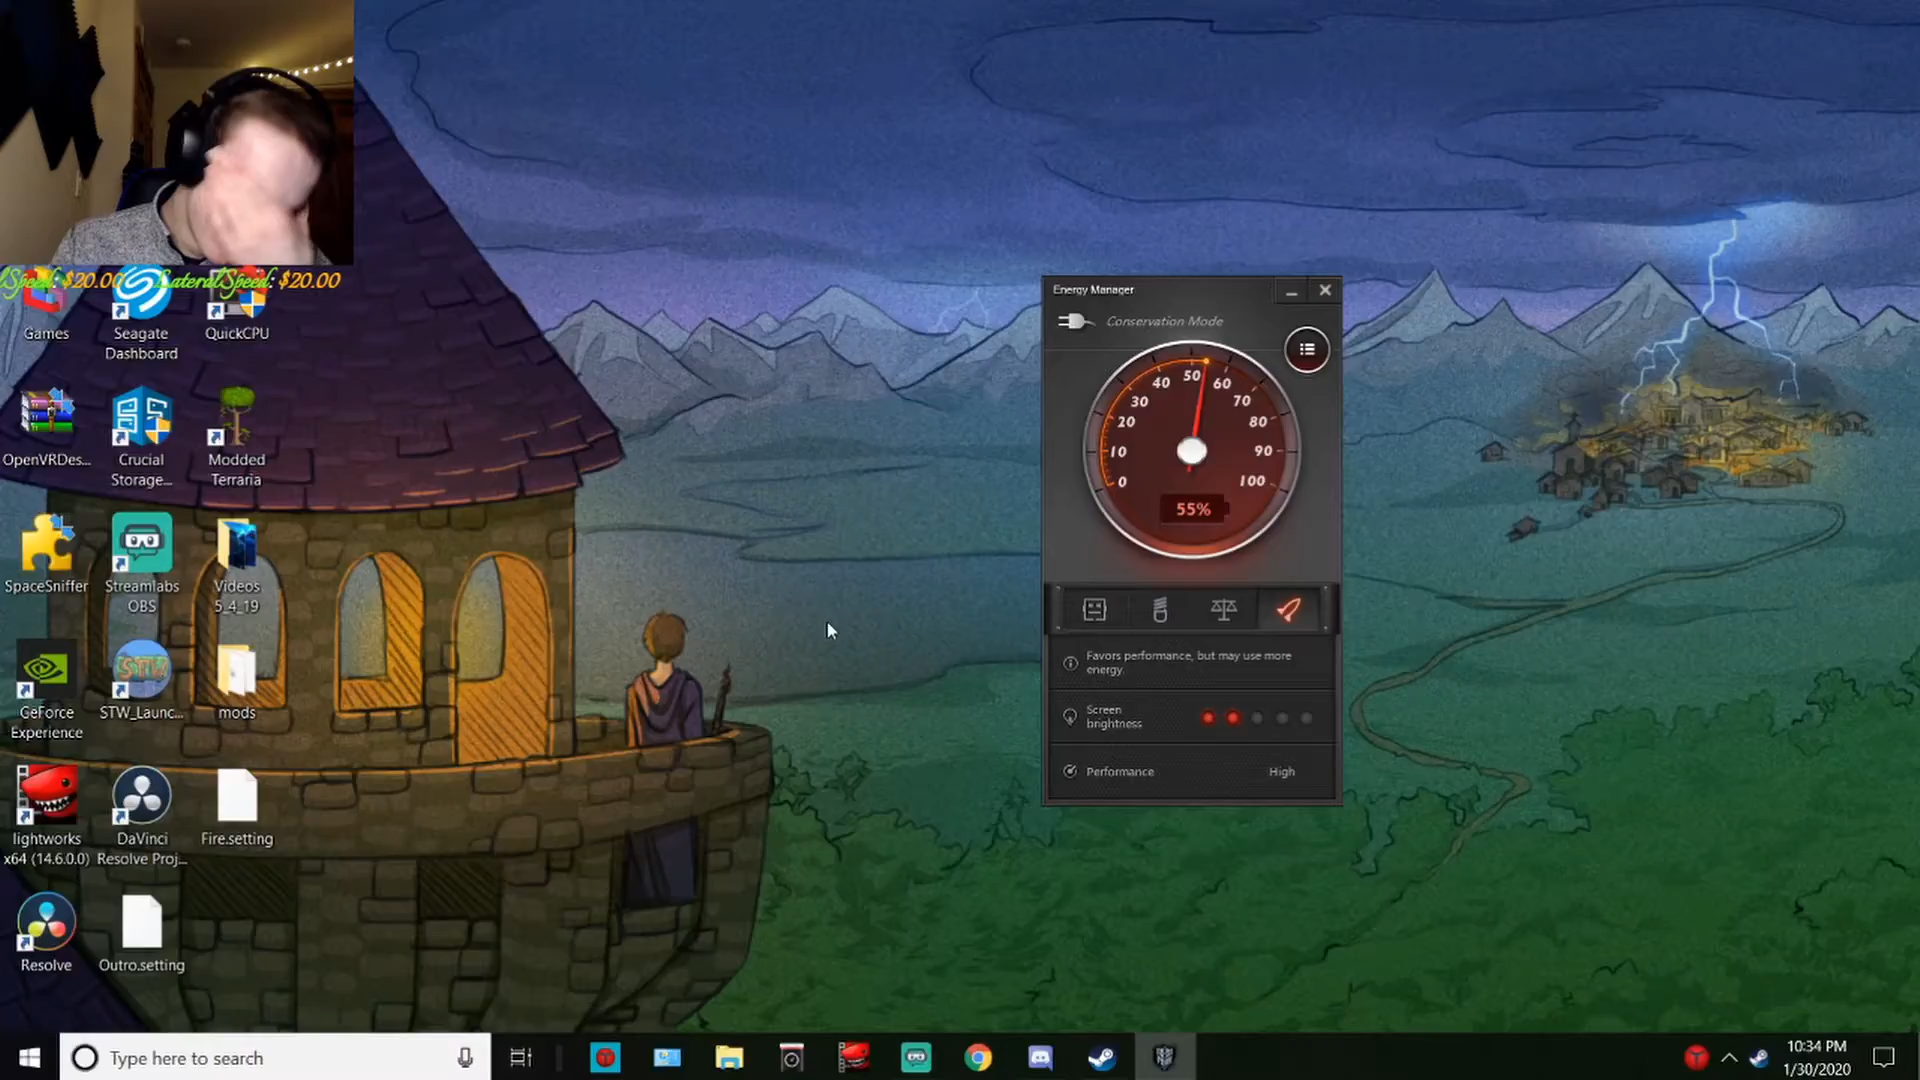 lSpeed: $20.00 LateralSpeed: $20.00
Games
Seagate
Dashboard
QuickCPU
OpenVRDes...
Crucial
Storage...
Modded
Terraria
SpaceSniffer
Streamlabs
OBS
Videos
5_4_19
GeForce
Experience
STW
STW_Launc...
mods
lightworks
x64 (14.6.0.0)
DaVinci
Resolve Proj...
Fire.setting
Resolve
Outro.setting
Energy Manager
Conservation Mode
0
10
20
30
40
50
60
70
80
90
100
55%
Favors performance, but may use more
energy.
Screen
brightness
Performance
High
Type here to search
10:34 PM
1/30/2020